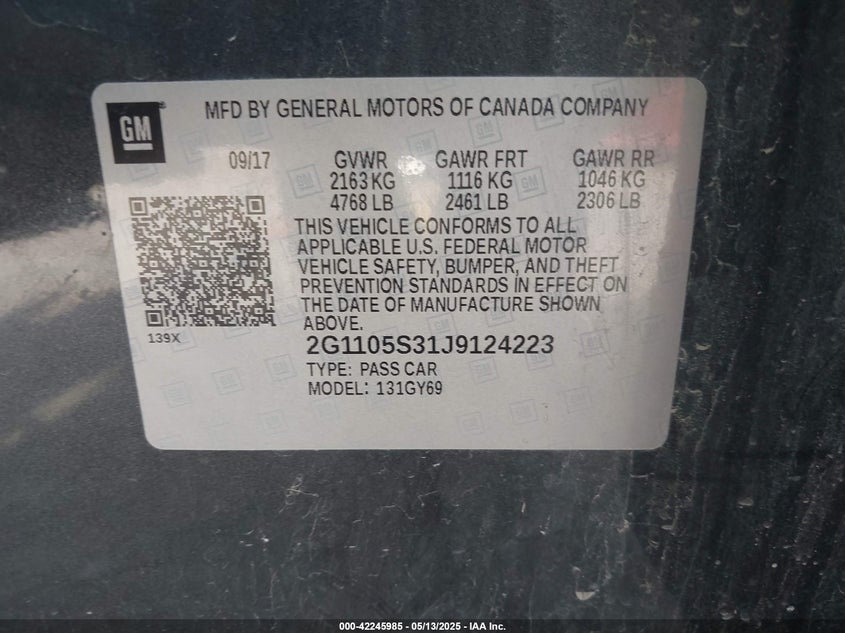 GM
MFD BY GENERAL MOTORS OF CANADA COMPANY
09/17 GVWR GAWR FRT GAWR RR
2163 KG 1116 KG 1046 KG
4768 LB 2461 LB 2306 LB
THIS VEHICLE CONFORMS TO ALL
APPLICABLE U.S. FEDERAL MOTOR
VEHICLE SAFETY, BUMPER, AND THEFT
PREVENTION STANDARDS IN EFFECT ON
THE DATE OF MANUFACTURE SHOWN
ABOVE.
139X
2G1105S31J9124223
TYPE: PASS CAR
MODEL: 131GY69
000-42245985 - 05/13/2025 - IAA Inc.